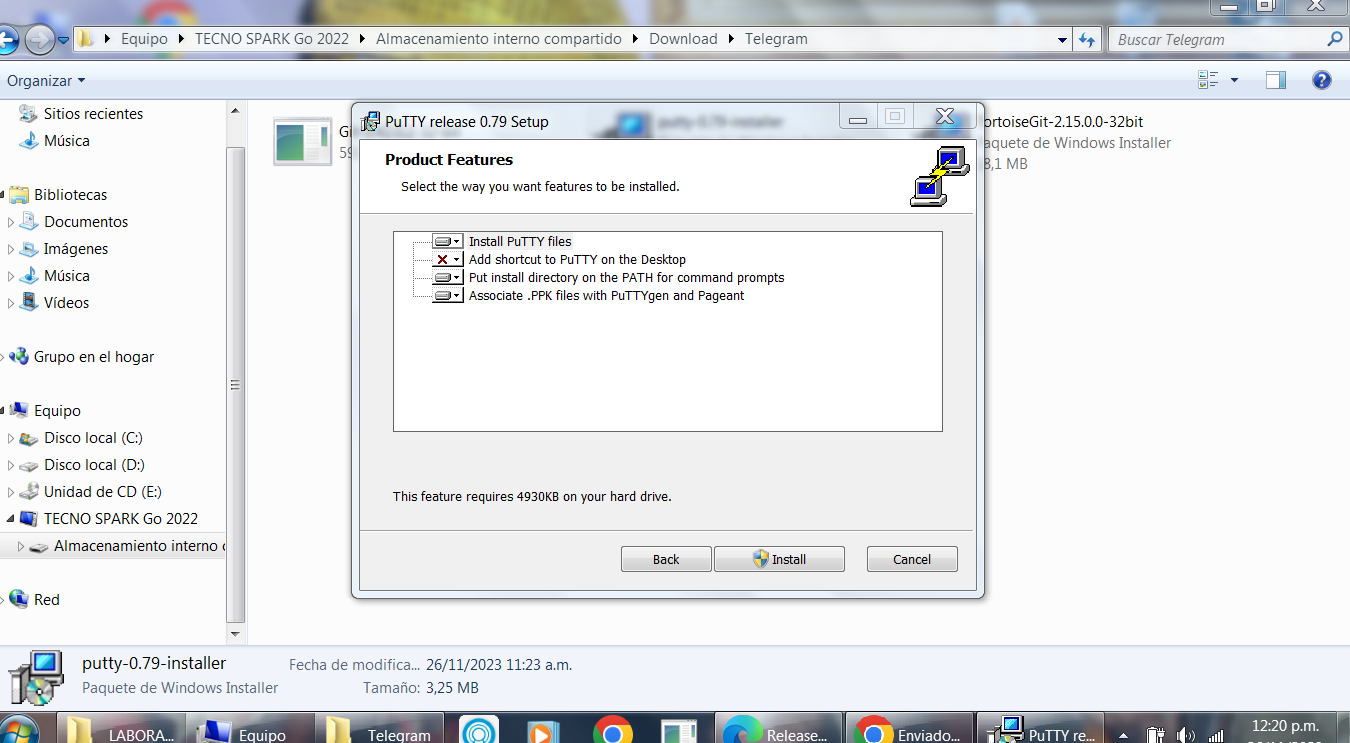 Equipo
TECNO SPARK Go 2022
Almacenamiento interno compartido
Download
Telegram
Buscar Telegram
Organizar
Sitios recientes
Música
Bibliotecas
Documentos
Imágenes
Música
Vídeos
Grupo en el hogar
Equipo
Disco local (C:)
Disco local (D:)
Unidad de CD (E:)
TECNO SPARK Go 2022
Almacenamiento interno
Red
putty-0.79-installer
ortoiseGit-2.15.0.0-32bit
aquete de Windows Installer
8,1 MB
PuTTY release 0.79 Setup
Product Features
Select the way you want features to be installed.
Install PuTTY files
Add shortcut to PuTTY on the Desktop
Put install directory on the PATH for command prompts
Associate .PPK files with PuTTYgen and Pageant
This feature requires 4930KB on your hard drive.
Back
Install
Cancel
putty-0.79-installer
Fecha de modifica... 26/11/2023 11:23 a.m.
Paquete de Windows Installer
Tamaño: 3,25 MB
LABORA...
Equipo
Telegram
Release...
Enviado...
PuTTY re...
12:20 p.m.